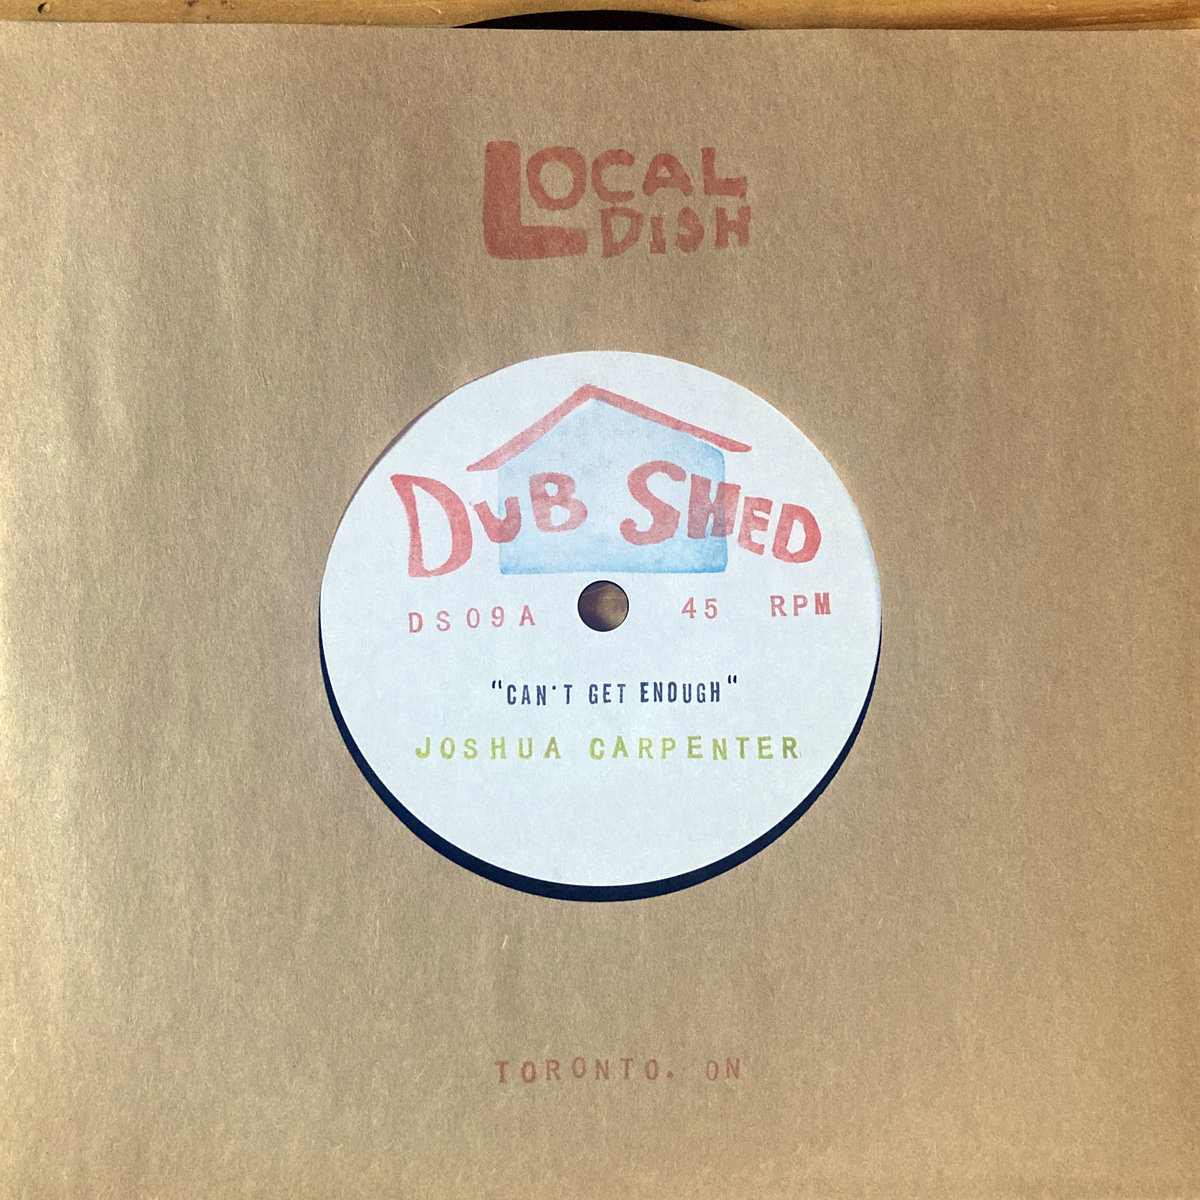 LOCAL
DISH
DUB SHED
DS09A 45 RPM
"CAN'T GET ENOUGH"
JOSHUA CARPENTER
TORONTO. ON